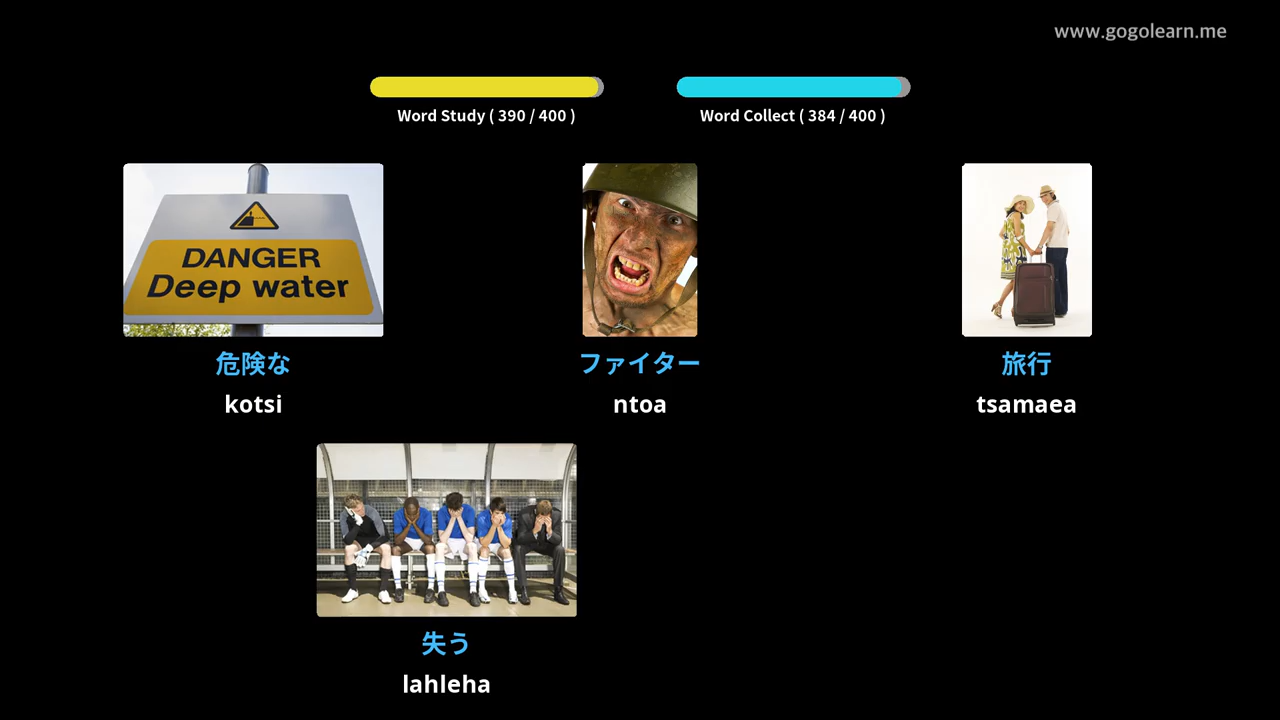 www.gogolearn.me
Word Study ( 390 / 400 )
Word Collect ( 384 / 400 )
DANGER
Deep water
危険な
kotsi
ファイター
ntoa
旅行
tsamaea
失う
lahleha